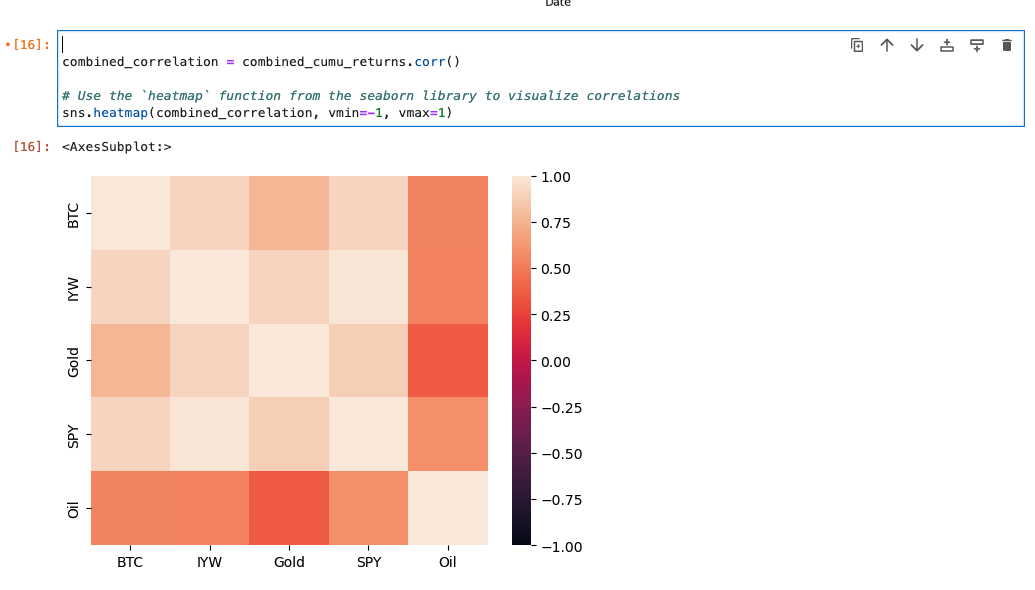 Date
•[16]:
combined_correlation = combined_cumu_returns.corr()
# Use the `heatmap` function from the seaborn library to visualize correlations
sns.heatmap(combined_correlation, vmin=-1, vmax=1)
[16]: <AxesSubplot:>
BTC
IYW
Gold
SPY
Oil
BTC IYW Gold SPY Oil
1.00
0.75
0.50
0.25
0.00
−0.25
−0.50
−0.75
−1.00